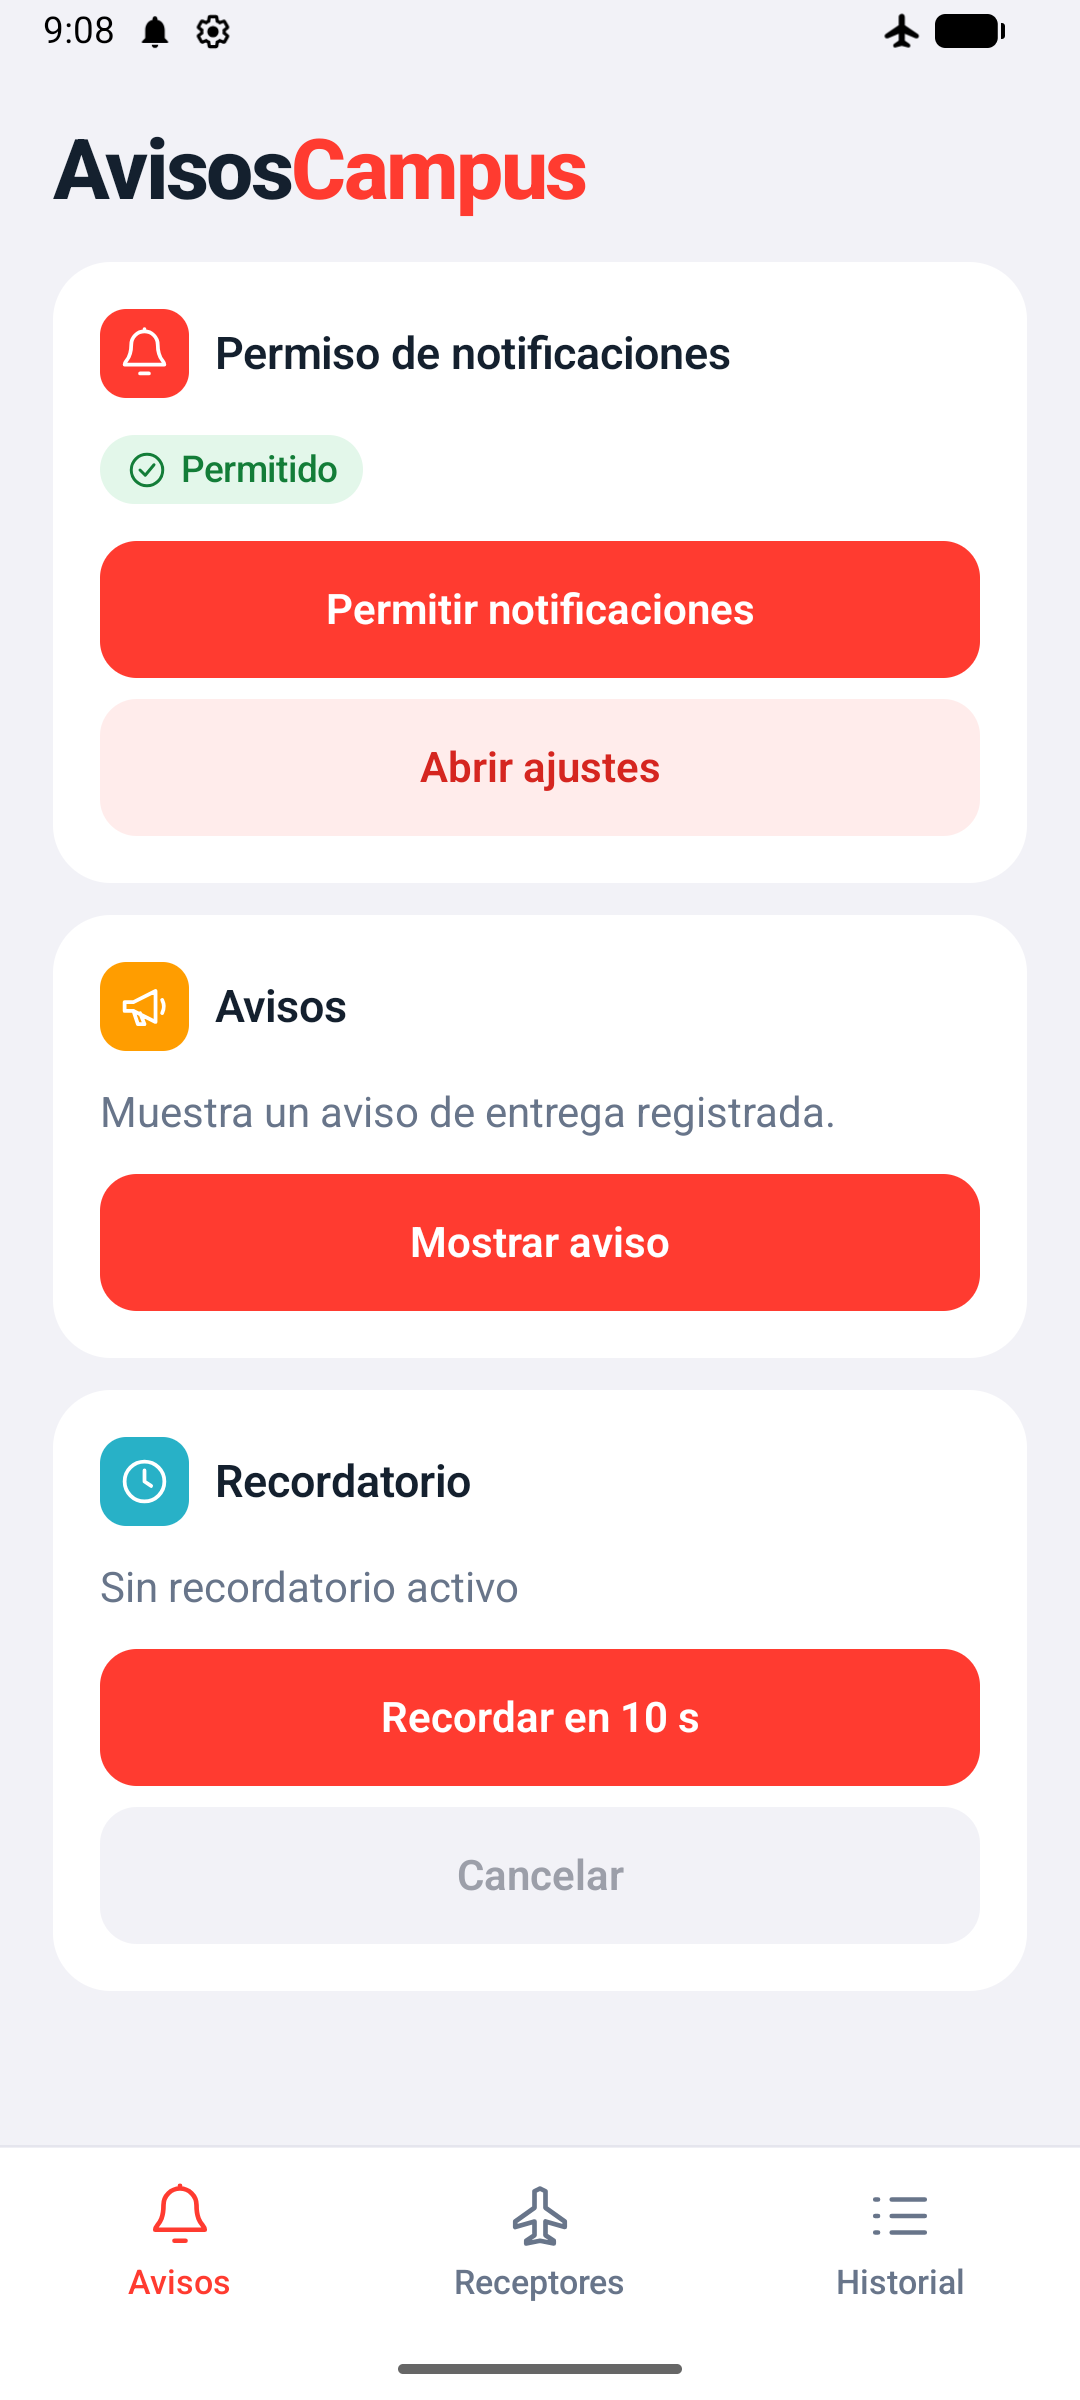 9:08
AvisosCampus
Permiso de notificaciones
Permitido
Permitir notificaciones
Abrir ajustes
Avisos
Muestra un aviso de entrega registrada.
Mostrar aviso
Recordatorio
Sin recordatorio activo
Recordar en 10 s
Cancelar
Avisos
Receptores
Historial